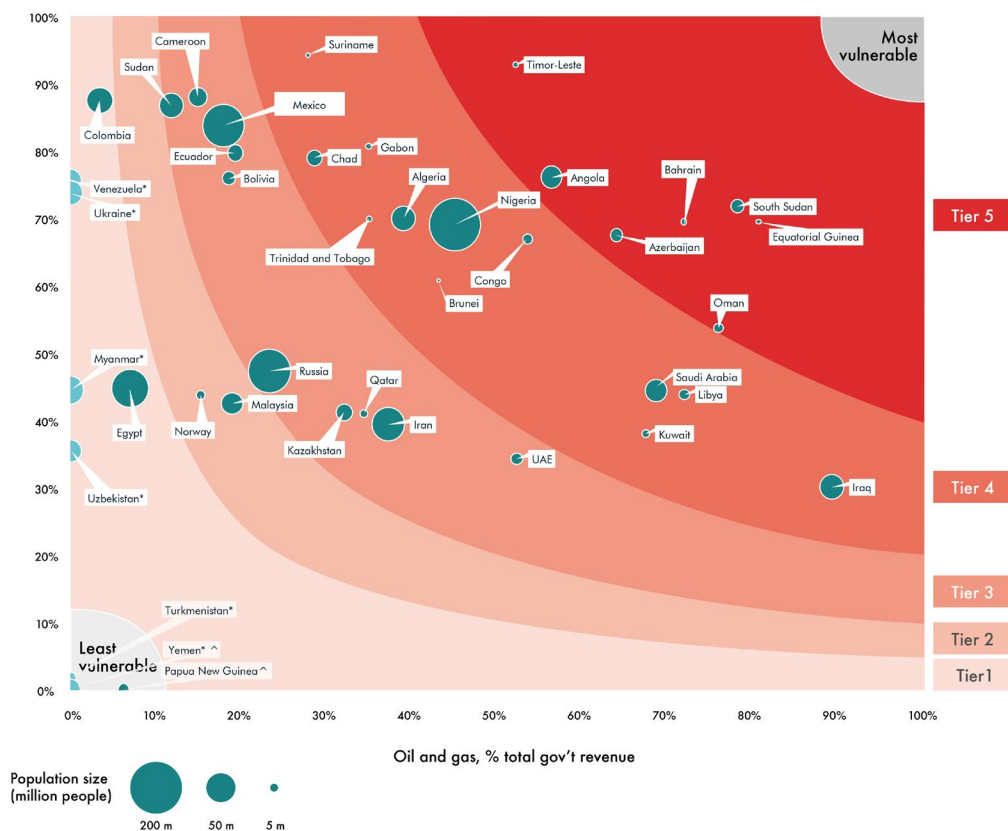 100%
90%
80%
70%
60%
50%
40%
30%
20%
10%
0%
Cameroon
Suriname
Sudan
Timor-Leste
Most
vulnerable
Mexico
Colombia
Ecuador
Chad
Gabon
Bolivia
Algeria
Angola
Bahrain
Venezuela*
Ukraine*
Nigeria
South Sudan
Tier 5
Trinidad and Tobago
Azerbaijan
Equatorial Guinea
Congo
Brunei
Oman
Myanmar*
Russia
Qatar
Saudi Arabia
Malaysia
Libya
Egypt
Norway
Kazakhstan
Iran
Kuwait
UAE
Uzbekistan*
Iraq
Tier 4
Tier 3
Turkmenistan*
Tier 2
Least
vulnerable
Yemen* ^
Papua New Guinea ^
Tier1
0%
10%
20%
30%
40%
50%
60%
70%
80%
90%
100%
Oil and gas, % total gov't revenue
Population size
(million people)
200 m
50 m
5 m